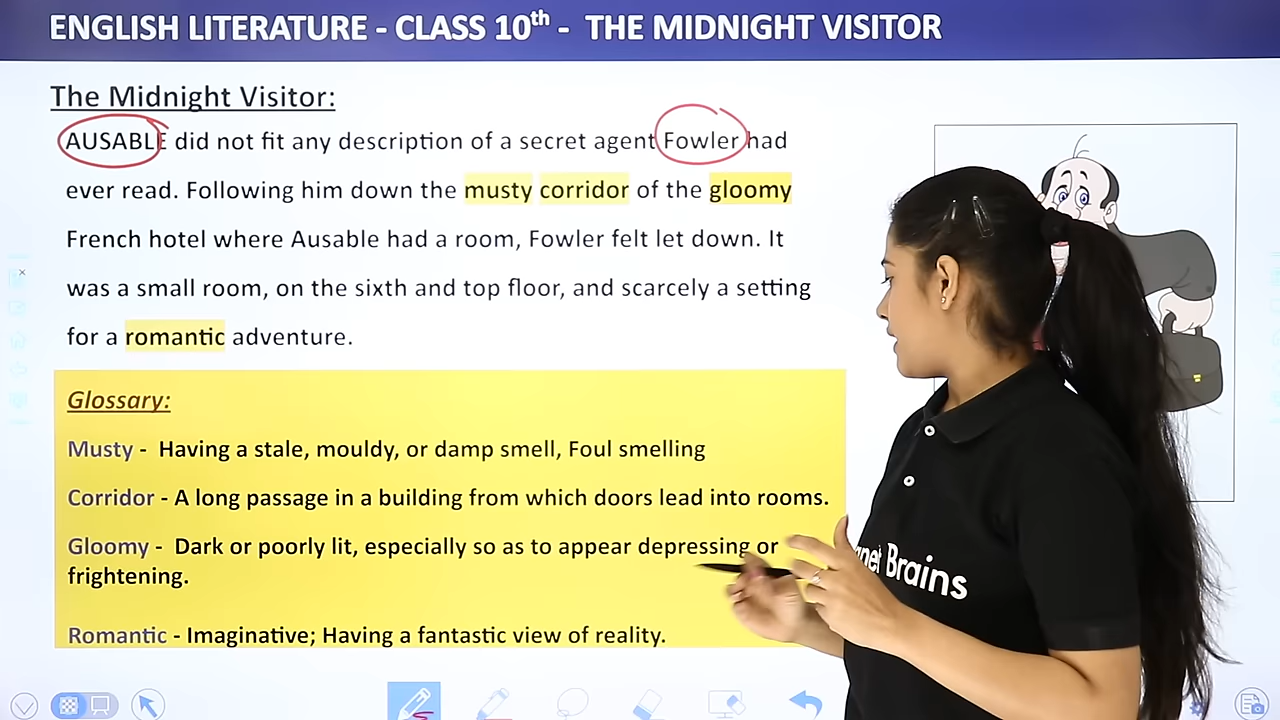 ENGLISH LITERATURE - CLASS 10th - THE MIDNIGHT VISITOR
The Midnight Visitor:
AUSABLE did not fit any description of a secret agent Fowler had
ever read. Following him down the musty corridor of the gloomy
French hotel where Ausable had a room, Fowler felt let down. It
was a small room, on the sixth and top floor, and scarcely a setting
for a romantic adventure.
Glossary:
Musty - Having a stale, mouldy, or damp smell, Foul smelling
Corridor - A long passage in a building from which doors lead into rooms.
Gloomy - Dark or poorly lit, especially so as to appear depressing or
frightening.
Romantic - Imaginative; Having a fantastic view of reality.
Brains